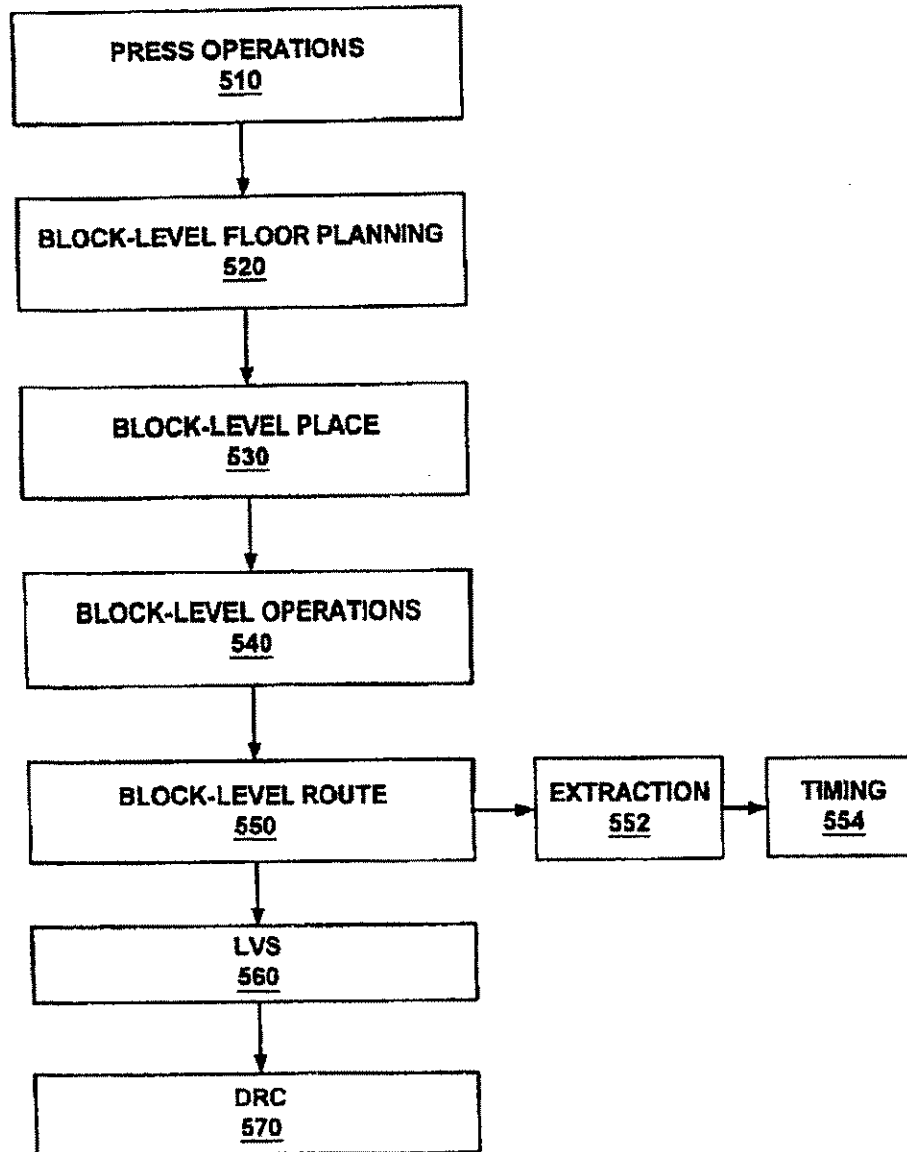 PRESS OPERATIONS
510
BLOCK-LEVEL FLOOR PLANNING
520
BLOCK-LEVEL PLACE
530
BLOCK-LEVEL OPERATIONS
540
BLOCK-LEVEL ROUTE
550
EXTRACTION
552
TIMING
554
LVS
560
DRC
570